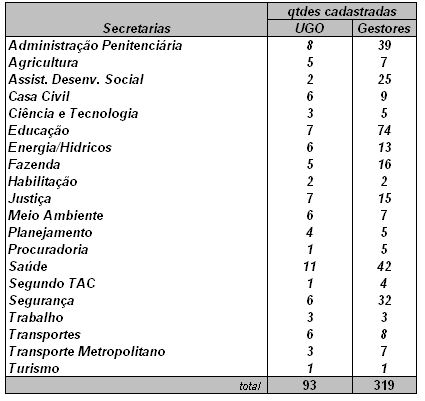 qtdes cadastradas
Secretarias UGO Gestores
Administração Penitenciária 8 39
Agricultura 5 7
Assist. Desenv. Social 2 25
Casa Civil 6 9
Ciência e Tecnologia 3 5
Educação 7 74
Energia/Hidricos 6 13
Fazenda 5 16
Habilitação 2 2
Justiça 7 15
Meio Ambiente 6 7
Planejamento 4 5
Procuradoria 1 5
Saúde 11 42
Segundo TAC 1 4
Segurança 6 32
Trabalho 3 3
Transportes 6 8
Transporte Metropolitano 3 7
Turismo 1 1
total 93 319